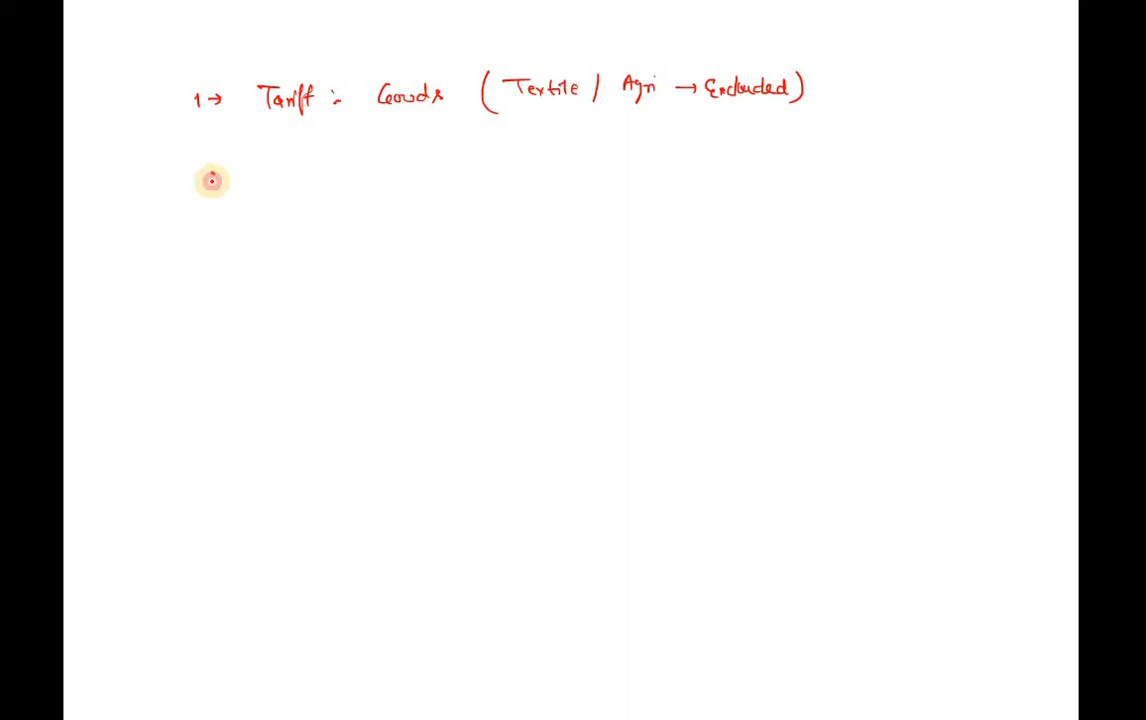 1→ Tariff :- Goods (Textile / Agri → Excluded)